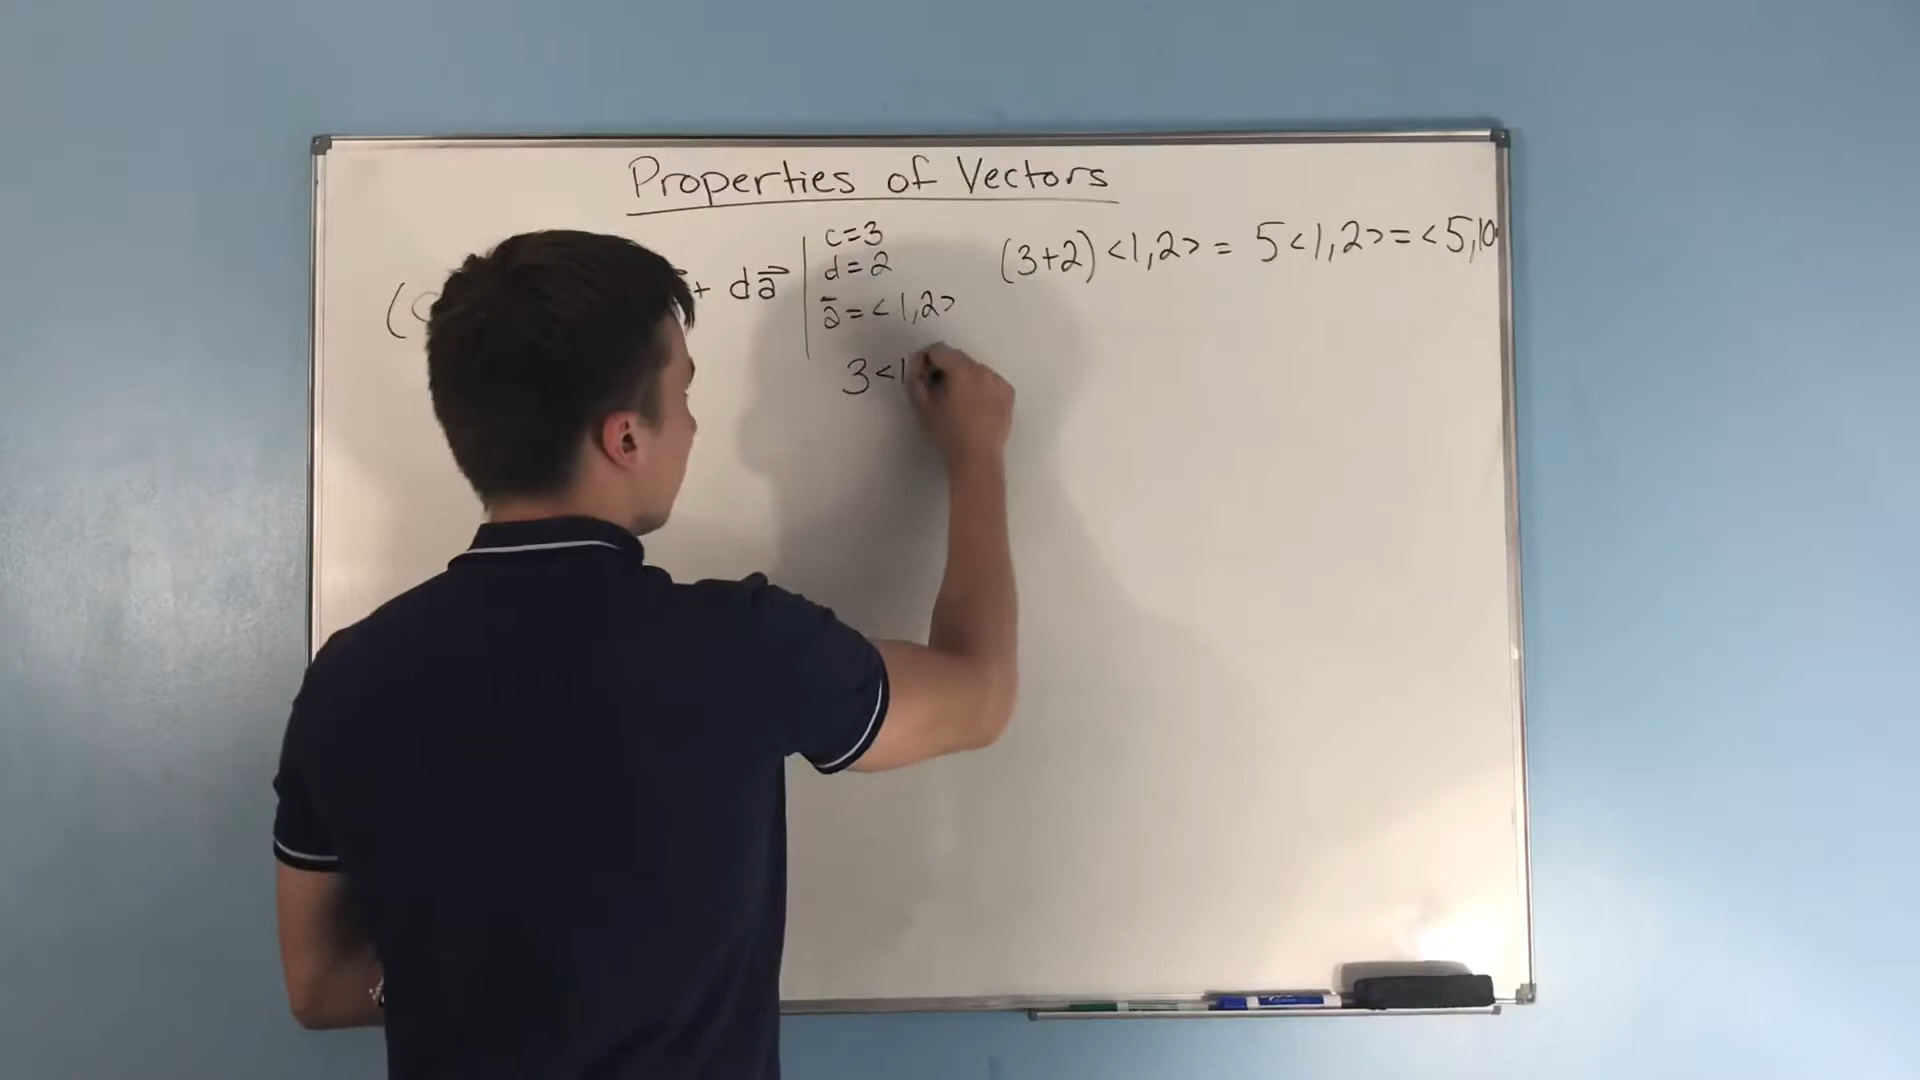 Properties of Vectors
( + da⃗
c=3
d=2
a̅=<1,2>
3<1
(3+2)<1,2> = 5<1,2>=<5,10